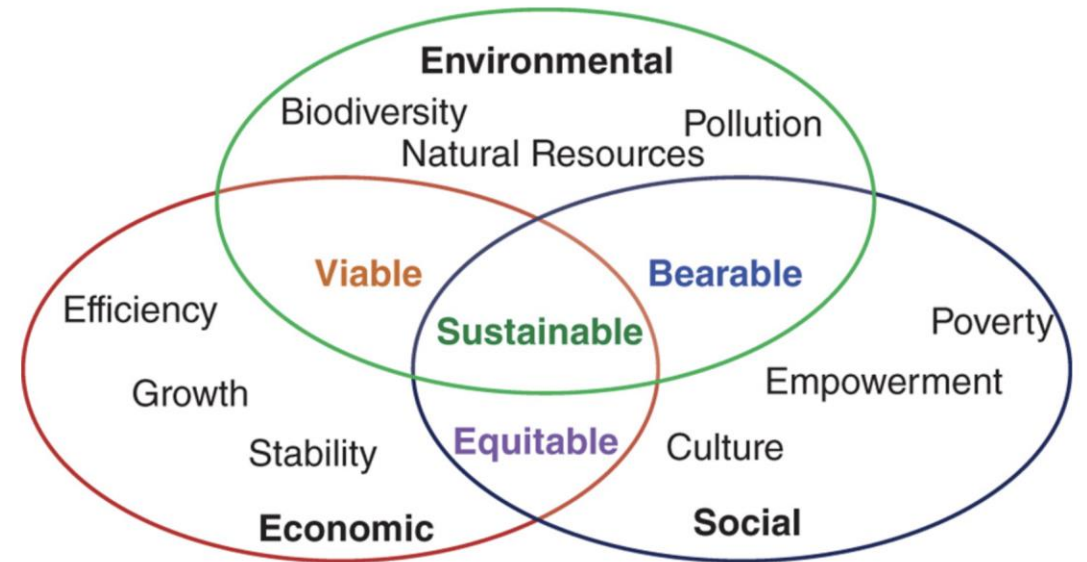 Environmental
Biodiversity
Pollution
Natural Resources
Viable
Bearable
Efficiency
Sustainable
Poverty
Growth
Empowerment
Stability
Equitable
Culture
Economic
Social